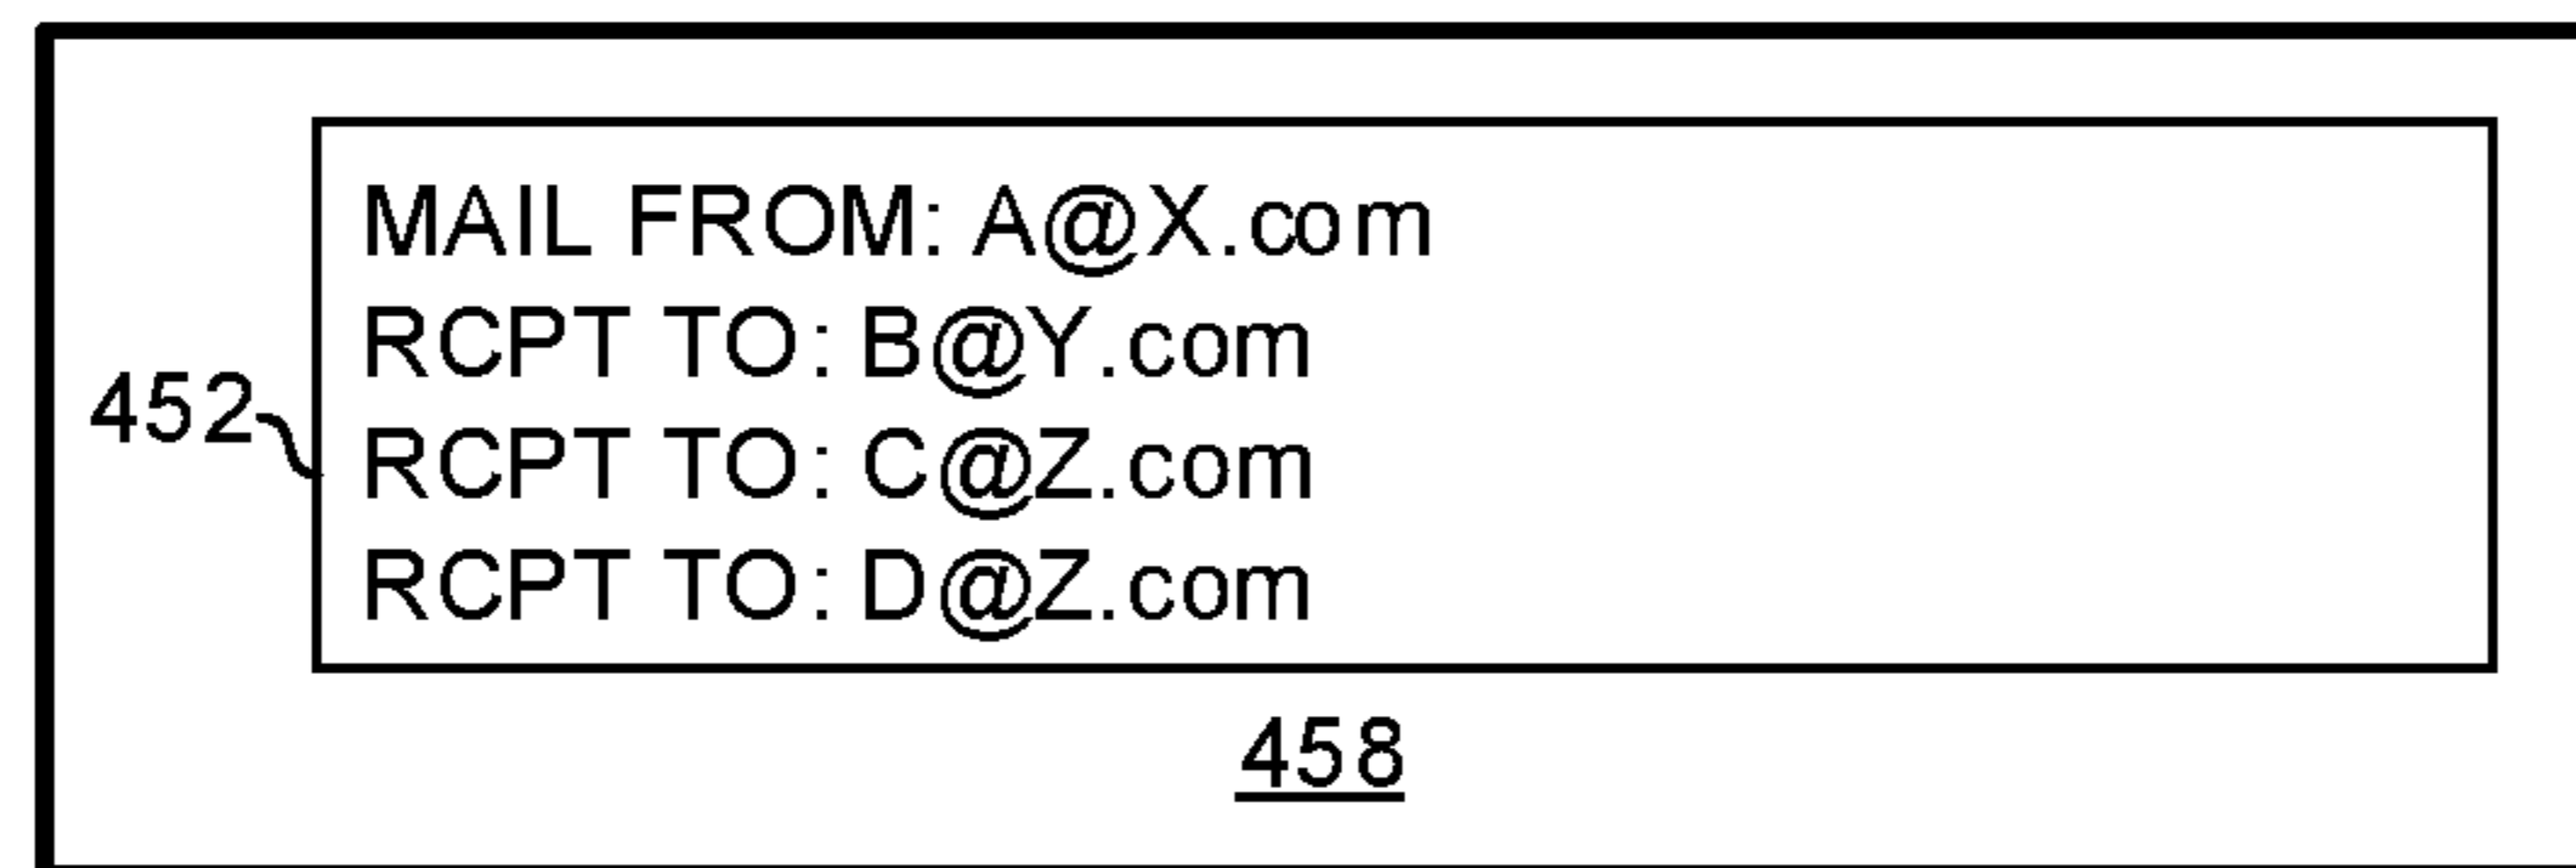 MAIL FROM: A@X.com
RCPT TO: B@Y.com
452
RCPT TO: C@Z.com
RCPT TO: D@Z.com
458